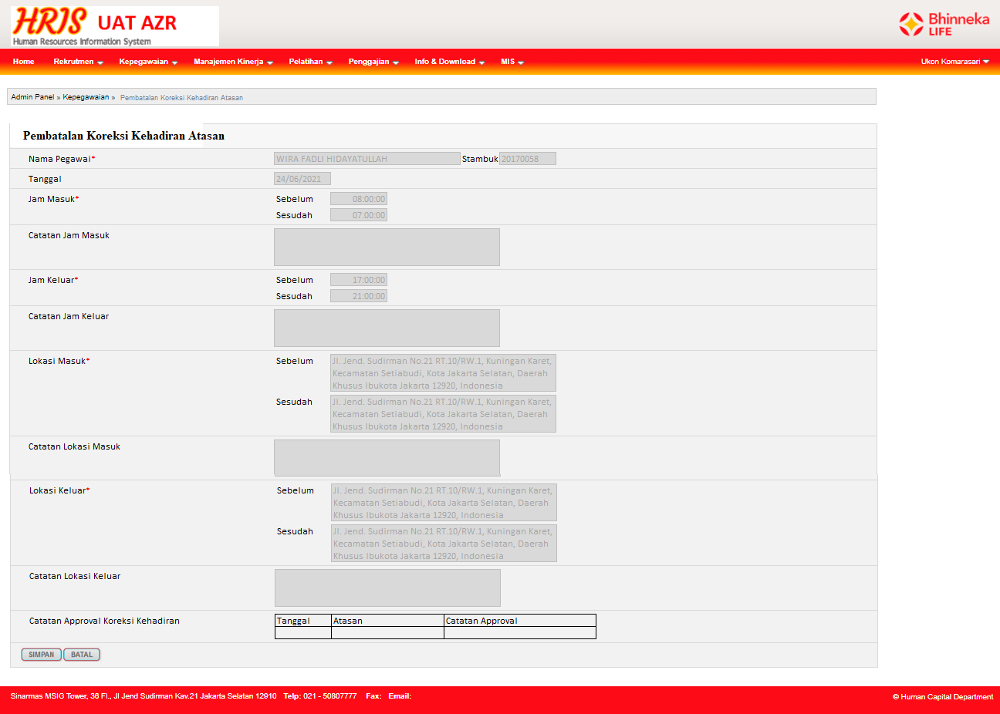 HRIS UAT AZR
Human Resources Information System
Bhinneka
LIFE
Home Rekrutmen Kepegawaian Manajemen Kinerja Pelatihan Penggajian Info & Download MIS Ukon Komarasari
Admin Panel » Kepegawaian » Pembatalan Koreksi Kehadiran Atasan
Pembatalan Koreksi Kehadiran Atasan
Nama Pegawai* WIRA FADLI HIDAYATULLAH Stambuk 20170058
Tanggal 24/06/2021
Jam Masuk* Sebelum 08:00:00
Sesudah 07:00:00
Catatan Jam Masuk
Jam Keluar* Sebelum 17:00:00
Sesudah 21:00:00
Catatan Jam Keluar
Lokasi Masuk* Sebelum Jl. Jend. Sudirman No.21 RT.10/RW.1, Kuningan Karet,
Kecamatan Setiabudi, Kota Jakarta Selatan, Daerah
Khusus Ibukota Jakarta 12920, Indonesia
Sesudah Jl. Jend. Sudirman No.21 RT.10/RW.1, Kuningan Karet,
Kecamatan Setiabudi, Kota Jakarta Selatan, Daerah
Khusus Ibukota Jakarta 12920, Indonesia
Catatan Lokasi Masuk
Lokasi Keluar* Sebelum Jl. Jend. Sudirman No.21 RT.10/RW.1, Kuningan Karet,
Kecamatan Setiabudi, Kota Jakarta Selatan, Daerah
Khusus Ibukota Jakarta 12920, Indonesia
Sesudah Jl. Jend. Sudirman No.21 RT.10/RW.1, Kuningan Karet,
Kecamatan Setiabudi, Kota Jakarta Selatan, Daerah
Khusus Ibukota Jakarta 12920, Indonesia
Catatan Lokasi Keluar
Catatan Approval Koreksi Kehadiran Tanggal Atasan Catatan Approval
SIMPAN BATAL
Sinarmas MSIG Tower, 36 Fl., Jl Jend Sudirman Kav.21 Jakarta Selatan 12910 Telp: 021 - 50807777 Fax: Email: © Human Capital Department